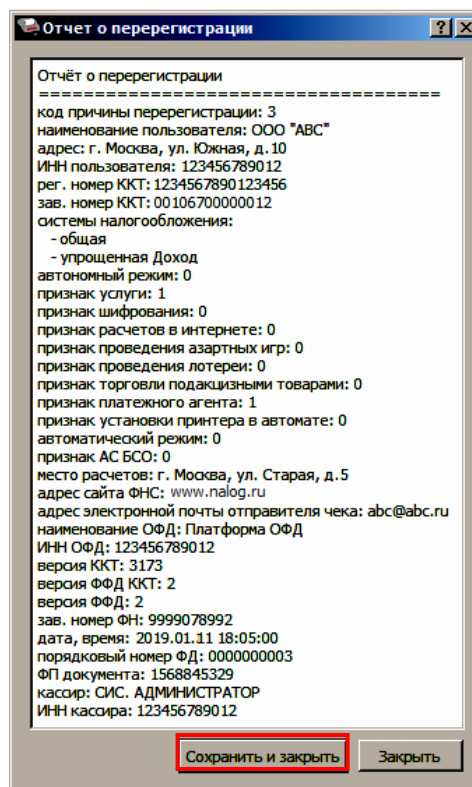 Отчет о перерегистрации
? X
Отчёт о перерегистрации
=====================================
код причины перерегистрации: 3
наименование пользователя: ООО "АВС"
адрес: г. Москва, ул. Южная, д.10
ИНН пользователя: 123456789012
рег. номер ККТ: 1234567890123456
зав. номер ККТ: 00106700000012
системы налогообложения:
- общая
- упрощенная Доход
автономный режим: 0
признак услуги: 1
признак шифрования: 0
признак расчетов в интернете: 0
признак проведения азартных игр: 0
признак проведения лотереи: 0
признак торговли подакцизными товарами: 0
признак платежного агента: 1
признак установки принтера в автомате: 0
автоматический режим: 0
признак АС БСО: 0
место расчетов: г. Москва, ул. Старая, д.5
адрес сайта ФНС: www.nalog.ru
адрес электронной почты отправителя чека: abc@abc.ru
наименование ОФД: Платформа ОФД
ИНН ОФД: 123456789012
версия ККТ: 3173
версия ФФД ККТ: 2
версия ФФД: 2
зав. номер ФН: 9999078992
дата, время: 2019.01.11 18:05:00
порядковый номер ФД: 0000000003
ФП документа: 1568845329
кассир: СИС. АДМИНИСТРАТОР
ИНН кассира: 123456789012
Сохранить и закрыть Закрыть